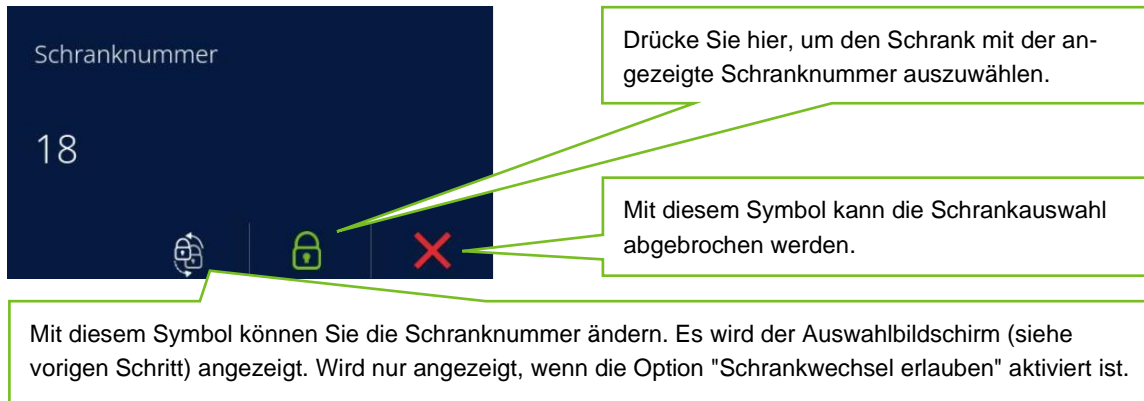 Schranknummer
18
Drücke Sie hier, um den Schrank mit der an-
gezeigte Schranknummer auszuwählen.
Mit diesem Symbol kann die Schrankauswahl
abgebrochen werden.
Mit diesem Symbol können Sie die Schranknummer ändern. Es wird der Auswahlbildschirm (siehe
vorigen Schritt) angezeigt. Wird nur angezeigt, wenn die Option "Schrankwechsel erlauben" aktiviert ist.